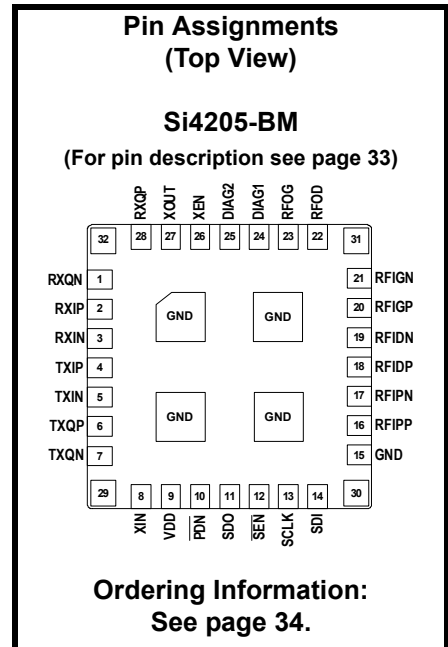 Pin Assignments
(Top View)
Si4205-BM
(For pin description see page 33)
RXQP XOUT XEN DIAG2 DIAG1 RFOG RFOD
32 28 27 26 25 24 23 22 31
RXQN 1 21 RFIGN
RXIP 2 GND GND 20 RFIGP
RXIN 3 19 RFIDN
TXIP 4 18 RFIDP
TXIN 5 17 RFIPN
TXQP 6 GND GND 16 RFIPP
TXQN 7 15 GND
29 8 9 10 11 12 13 14 30
XIN VDD PDN SDO SEN SCLK SDI
Ordering Information:
See page 34.